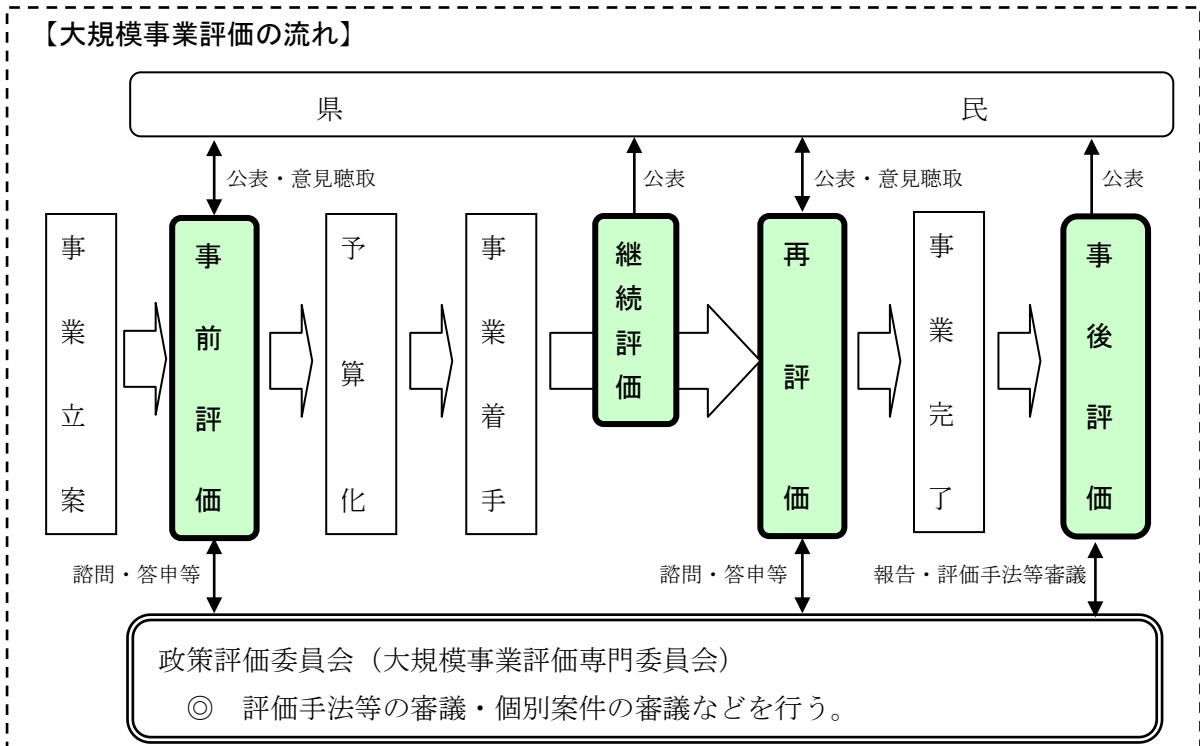 【大規模事業評価の流れ】
県 民
公表・意見聴取
公表
公表・意見聴取
公表
事業立案
事前評価
予算化
事業着手
継続評価
再評価
事業完了
事後評価
諮問・答申等
諮問・答申等
報告・評価手法等審議
政策評価委員会（大規模事業評価専門委員会）
◎ 評価手法等の審議・個別案件の審議などを行う。